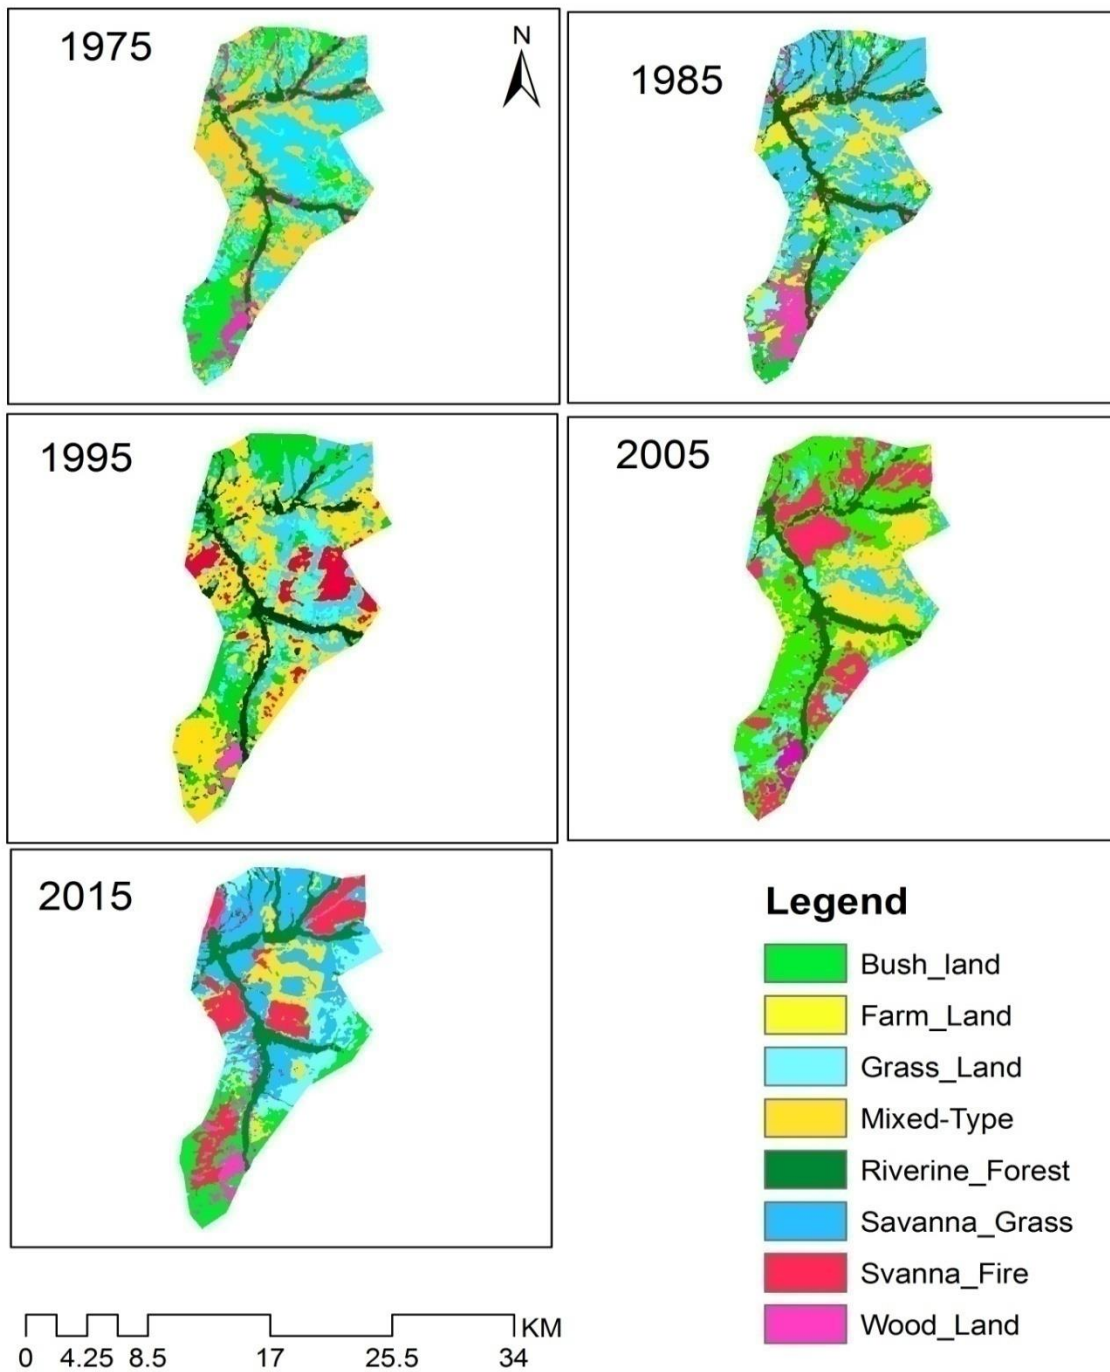 1975
N
1985
1995
2005
2015
Legend
Bush_land
Farm_Land
Grass_Land
Mixed-Type
Riverine_Forest
Savanna_Grass
Svanna_Fire
Wood_Land
KM
0 4.25 8.5 17 25.5 34